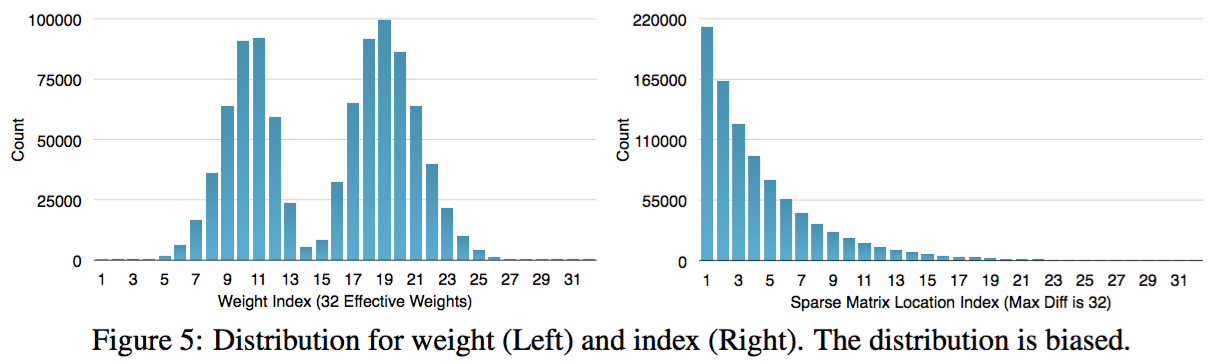 100000
75000
50000
25000
0
Count
1 3 5 7 9 11 13 15 17 19 21 23 25 27 29 31
Weight Index (32 Effective Weights)
220000
165000
110000
55000
0
Count
1 3 5 7 9 11 13 15 17 19 21 23 25 27 29 31
Sparse Matrix Location Index (Max Diff is 32)
Figure 5: Distribution for weight (Left) and index (Right). The distribution is biased.